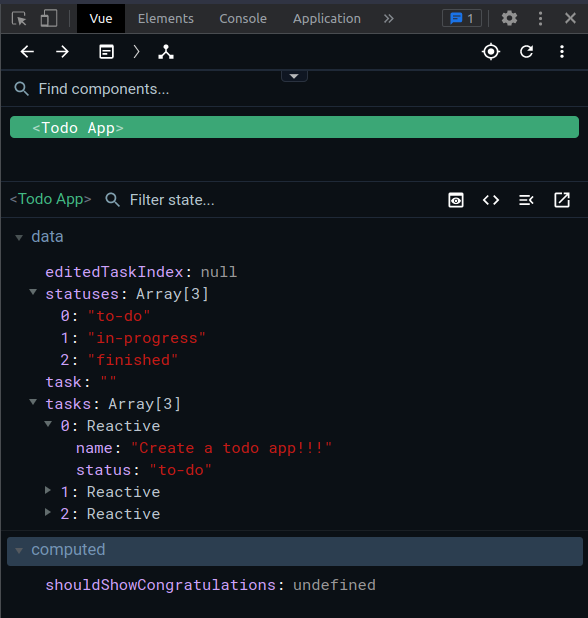 Vue Elements Console Application » 1
Find components...
<Todo App>
<Todo App> Filter state...
data
editedTaskIndex: null
statuses: Array[3]
0: "to-do"
1: "in-progress"
2: "finished"
task: ""
tasks: Array[3]
0: Reactive
name: "Create a todo app!!!"
status: "to-do"
1: Reactive
2: Reactive
computed
shouldShowCongratulations: undefined